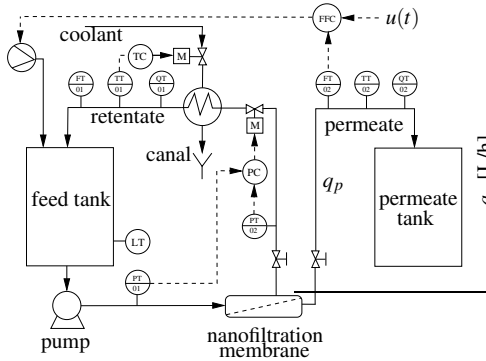 FFC
u(t)
coolant
TC
M
FT
01
TT
01
QT
01
FT
02
TT
02
QT
02
retentate
M
permeate
canal
PC
q_p
feed tank
permeate
tank
PT
02
LT
PT
01
pump
nanofiltration
membrane
[L/h]